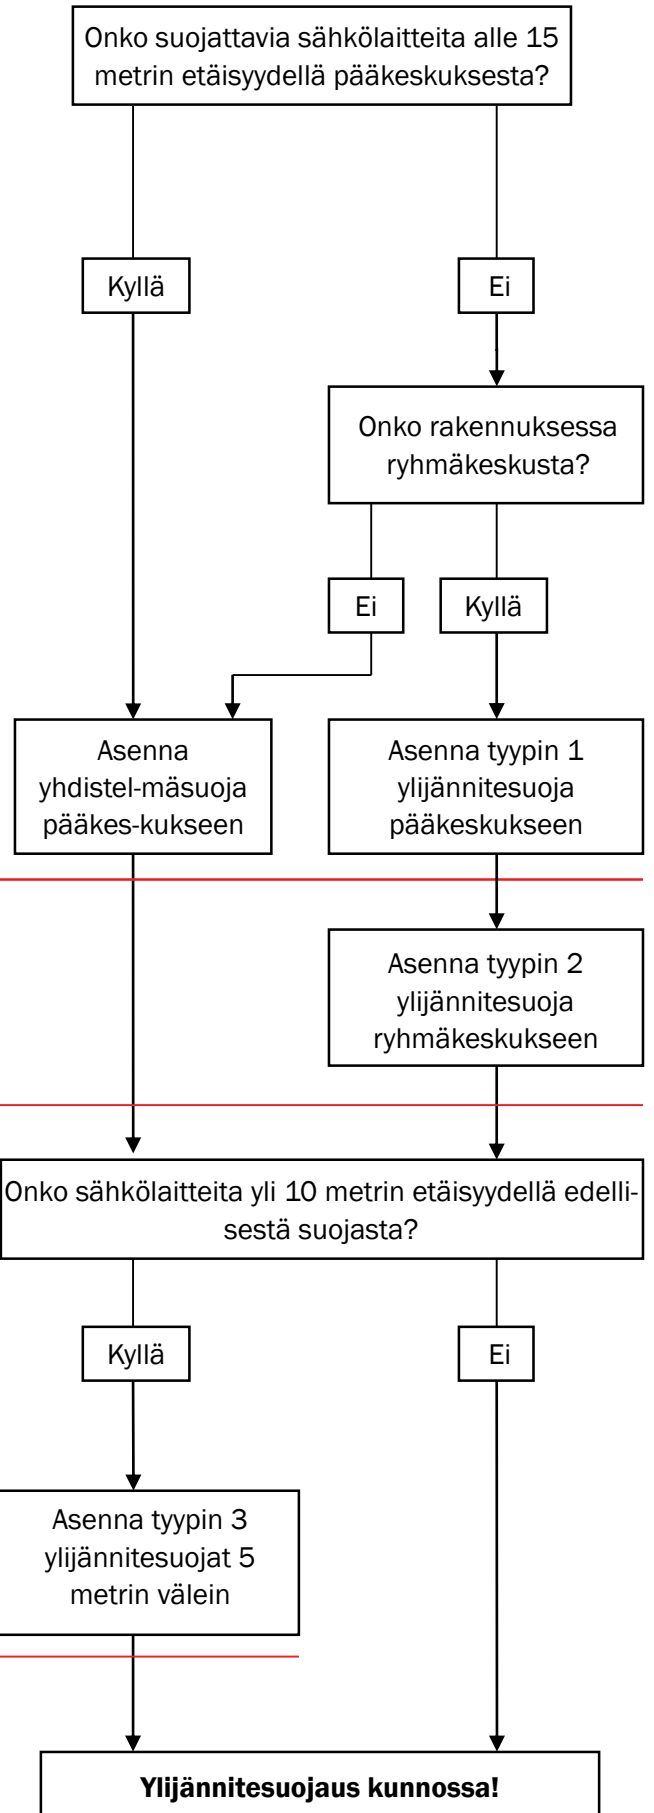 Onko suojattavia sähkölaitteita alle 15
metrin etäisyydellä pääkeskuksesta?
Kyllä
Ei
Onko rakennuksessa
ryhmäkeskusta?
Ei
Kyllä
Asenna
yhdistel-mäsuoja
pääkes-kukseen
Asenna tyypin 1
ylijännitesuoja
pääkeskukseen
Asenna tyypin 2
ylijännitesuoja
ryhmäkeskukseen
Onko sähkölaitteita yli 10 metrin etäisyydellä edelli-
sestä suojasta?
Kyllä
Ei
Asenna tyypin 3
ylijännitesuojat 5
metrin välein
Ylijännitesuojaus kunnossa!